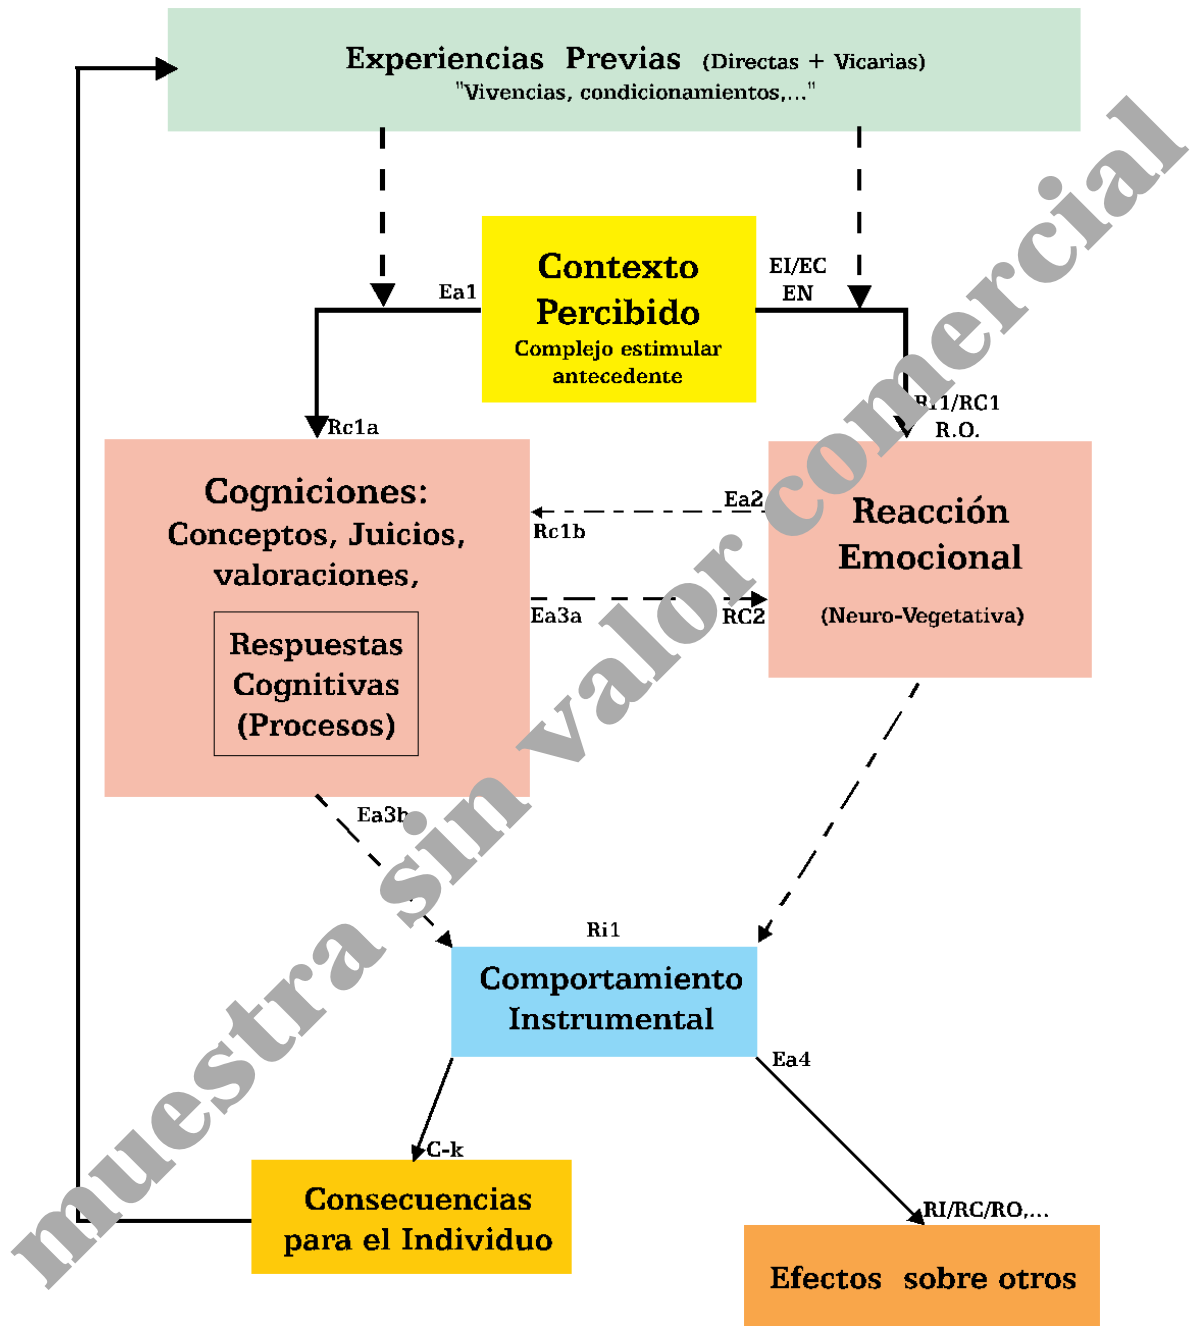 Experiencias Previas (Directas + Vicarias)
"Vivencias, condicionamientos,..."
Contexto
Percibido
Complejo estimular
antecedente
Ea1
EI/EC
EN
Rc1a
RI1/RC1
R.O.
Cogniciones:
Conceptos, Juicios,
valoraciones,
Respuestas
Cognitivas
(Procesos)
Ea2
Rc1b
Ea3a
RC2
Reacción
Emocional
(Neuro-Vegetativa)
Ea3b
Ri1
Comportamiento
Instrumental
Ea4
C-k
Consecuencias
para el Individuo
RI/RC/RO,...
Efectos sobre otros
muestra sin valor comercial